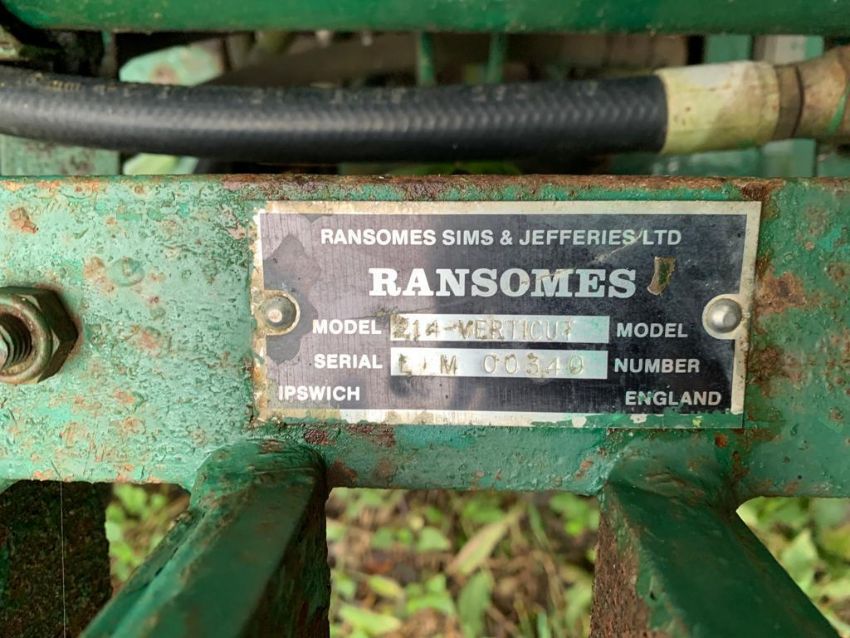 RANSOMES SIMS & JEFFERIES LTD
RANSOMES
MODEL 214-VERTICUT MODEL
SERIAL M 00340 NUMBER
IPSWICH ENGLAND